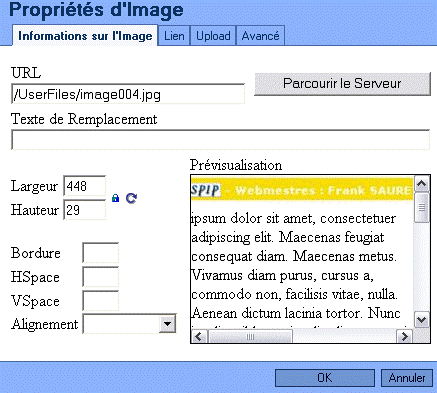 Propriétés d'Image
Informations sur l'Image Lien Upload Avancé
URL
/UserFiles/image004.jpg
Parcourir le Serveur
Texte de Remplacement
Largeur 448
Hauteur 29
Bordure
HSpace
VSpace
Alignement
Prévisualisation
SPIP - Webmestres : Frank SAURE
ipsum dolor sit amet, consectetuer
adipiscing elit. Maecenas feugiat
consequat diam. Maecenas metus.
Vivamus diam purus, cursus a,
commodo non, facilisis vitae, nulla.
Aenean dictum lacinia tortor. Nunc
OK Annuler